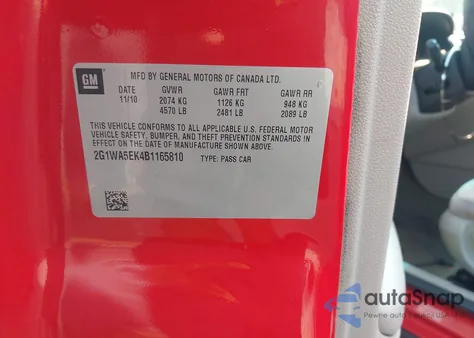 GM
MFD BY GENERAL MOTORS OF CANADA LTD.
DATE GVWR GAWR FRT GAWR RR
11/10 2074 KG 1126 KG 948 KG
4570 LB 2481 LB 2089 LB
THIS VEHICLE CONFORMS TO ALL APPLICABLE U.S. FEDERAL MOTOR
VEHICLE SAFETY, BUMPER, AND THEFT PREVENTION STANDARDS IN
EFFECT ON THE DATE OF MANUFACTURE SHOWN ABOVE.
2G1WA5EK4B1165810 TYPE: PASS CAR
autoSnap
Pewne auto z USA